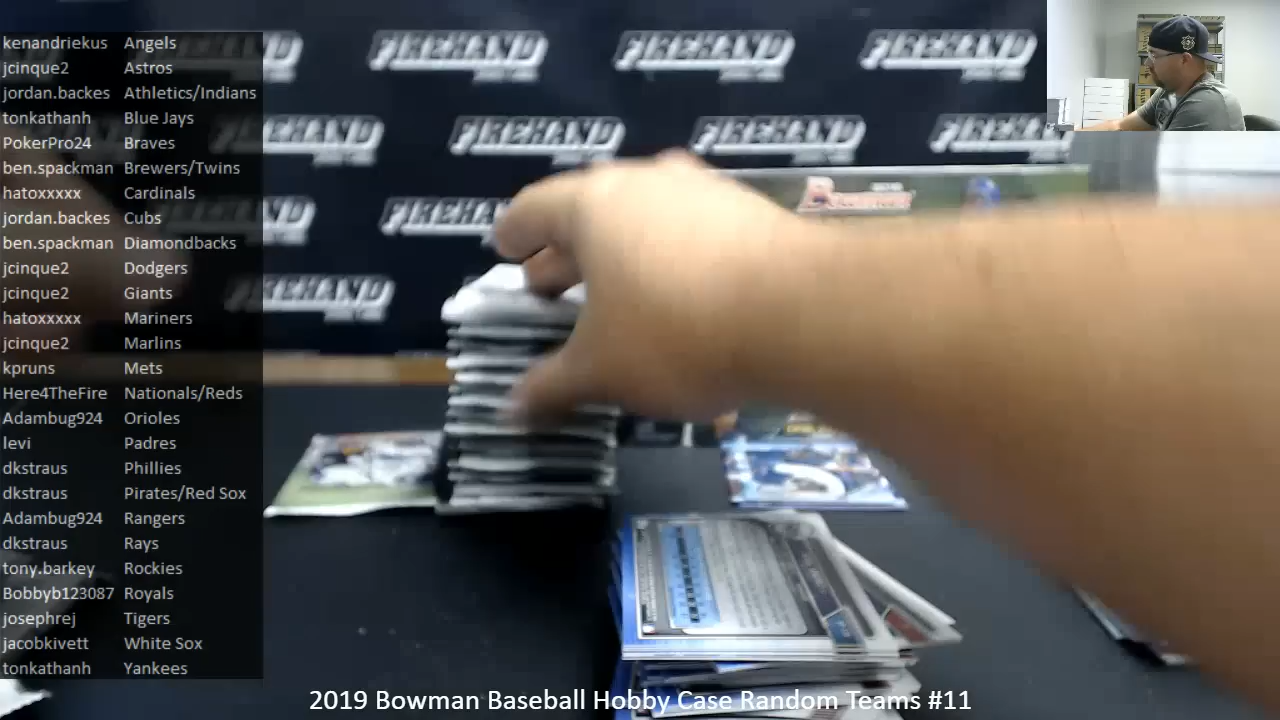 kenandriekus Angels
jcinque2 Astros
jordan.backes Athletics/Indians
tonkathanh Blue Jays
PokerPro24 Braves
ben.spackman Brewers/Twins
hatoxxxxx Cardinals
jordan.backes Cubs
ben.spackman Diamondbacks
jcinque2 Dodgers
jcinque2 Giants
hatoxxxxx Mariners
jcinque2 Marlins
kpruns Mets
Here4TheFire Nationals/Reds
Adambug924 Orioles
levi Padres
dkstraus Phillies
dkstraus Pirates/Red Sox
Adambug924 Rangers
dkstraus Rays
tony.barkey Rockies
Bobbyb123087 Royals
josephrej Tigers
jacobkivett White Sox
tonkathanh Yankees
FIREHAND FIREHAND FIREHAND
FIREHAND FIREHAND
FIREHAND
BOWMAN
2019 Bowman Baseball Hobby Case Random Teams #11